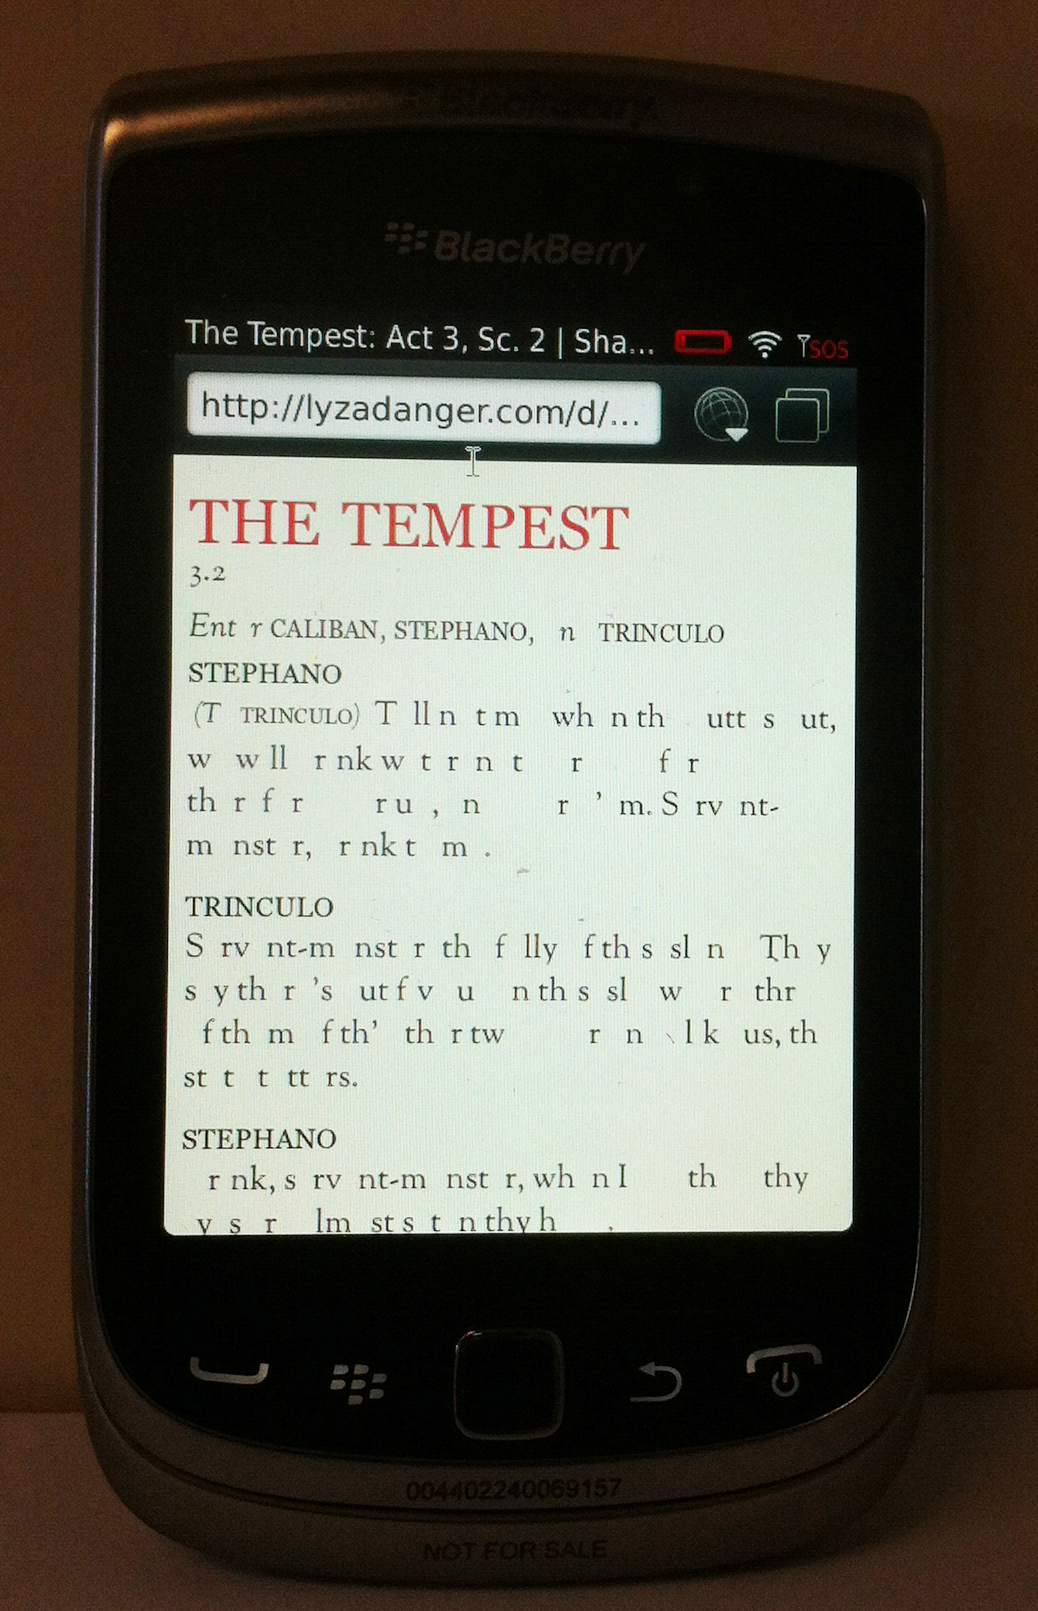 BlackBerry
BlackBerry
The Tempest: Act 3, Sc. 2 | Sha... SOS
http://lyzadanger.com/d/...
THE TEMPEST
3.2
Ent r CALIBAN, STEPHANO, n TRINCULO
STEPHANO
(T TRINCULO) T ll n t m wh n th utt s ut,
w w ll r nk w t r n t r f r
th r f r r u , n r ’ m. S rv nt-
m nst r, r nk t m .
TRINCULO
S rv nt-m nst r th f lly f th s sl n Th y
s y th r ’s ut f v u n th s sl w r thr
f th m f th’ th r tw r n l k us, th
st t t tt rs.
STEPHANO
r nk, s rv nt-m nst r, wh n I th thy
y s r lm st s t n thy h .
004402240069157
NOT FOR SALE